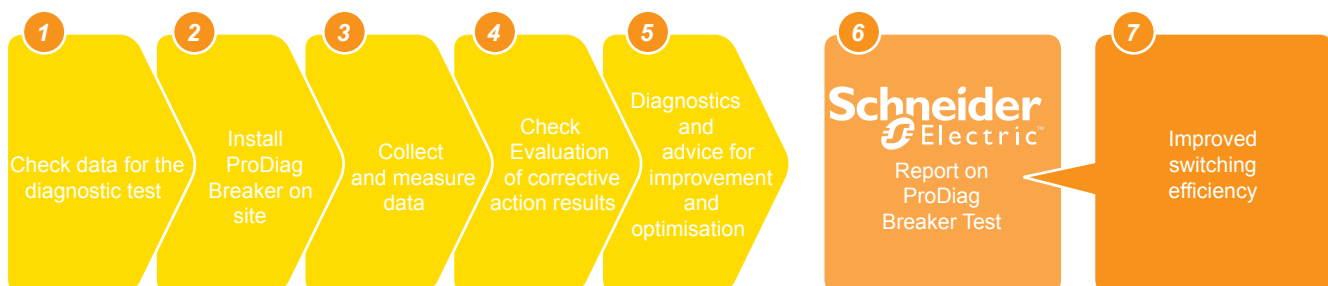 1
Check data for the
diagnostic test
2
Install
ProDiag
Breaker on
site
3
Collect
and measure
data
4
Check
Evaluation
of corrective
action results
5
Diagnostics
and
advice for
improvement
and
optimisation
6
Schneider
Electric™
Report on
ProDiag
Breaker Test
7
Improved
switching
efficiency